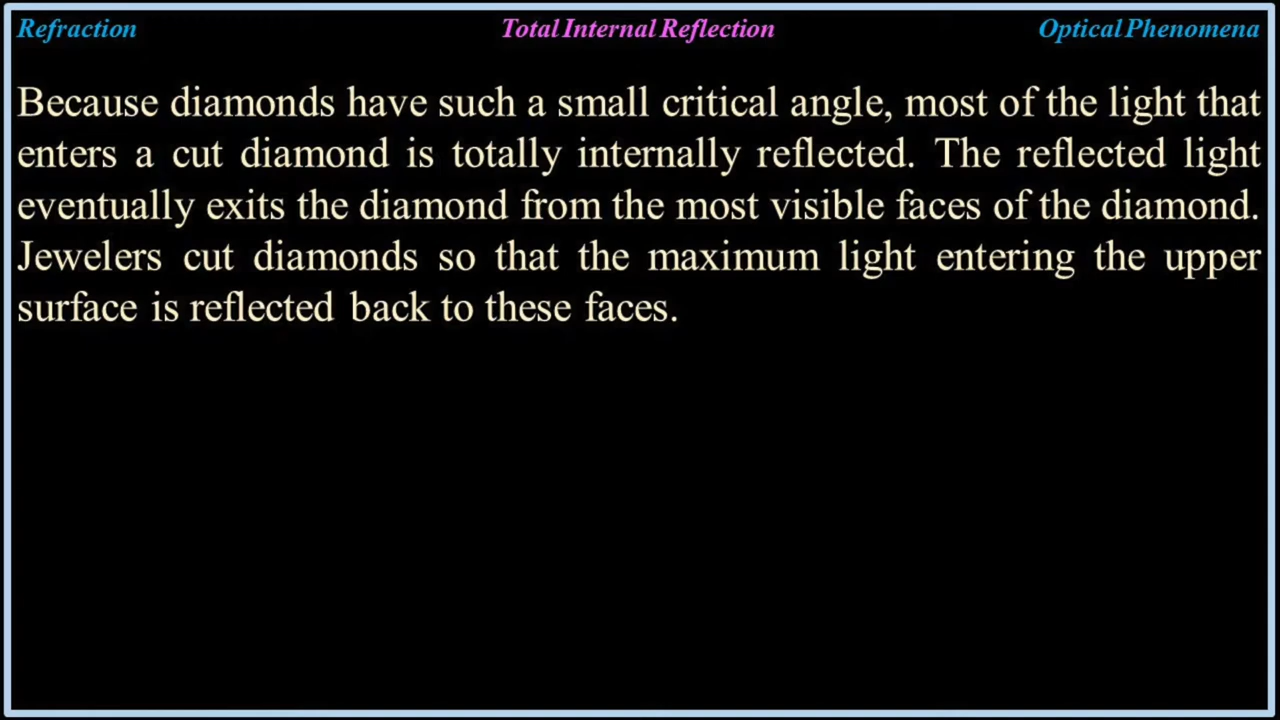 Refraction Total Internal Reflection Optical Phenomena
Because diamonds have such a small critical angle, most of the light that
enters a cut diamond is totally internally reflected. The reflected light
eventually exits the diamond from the most visible faces of the diamond.
Jewelers cut diamonds so that the maximum light entering the upper
surface is reflected back to these faces.